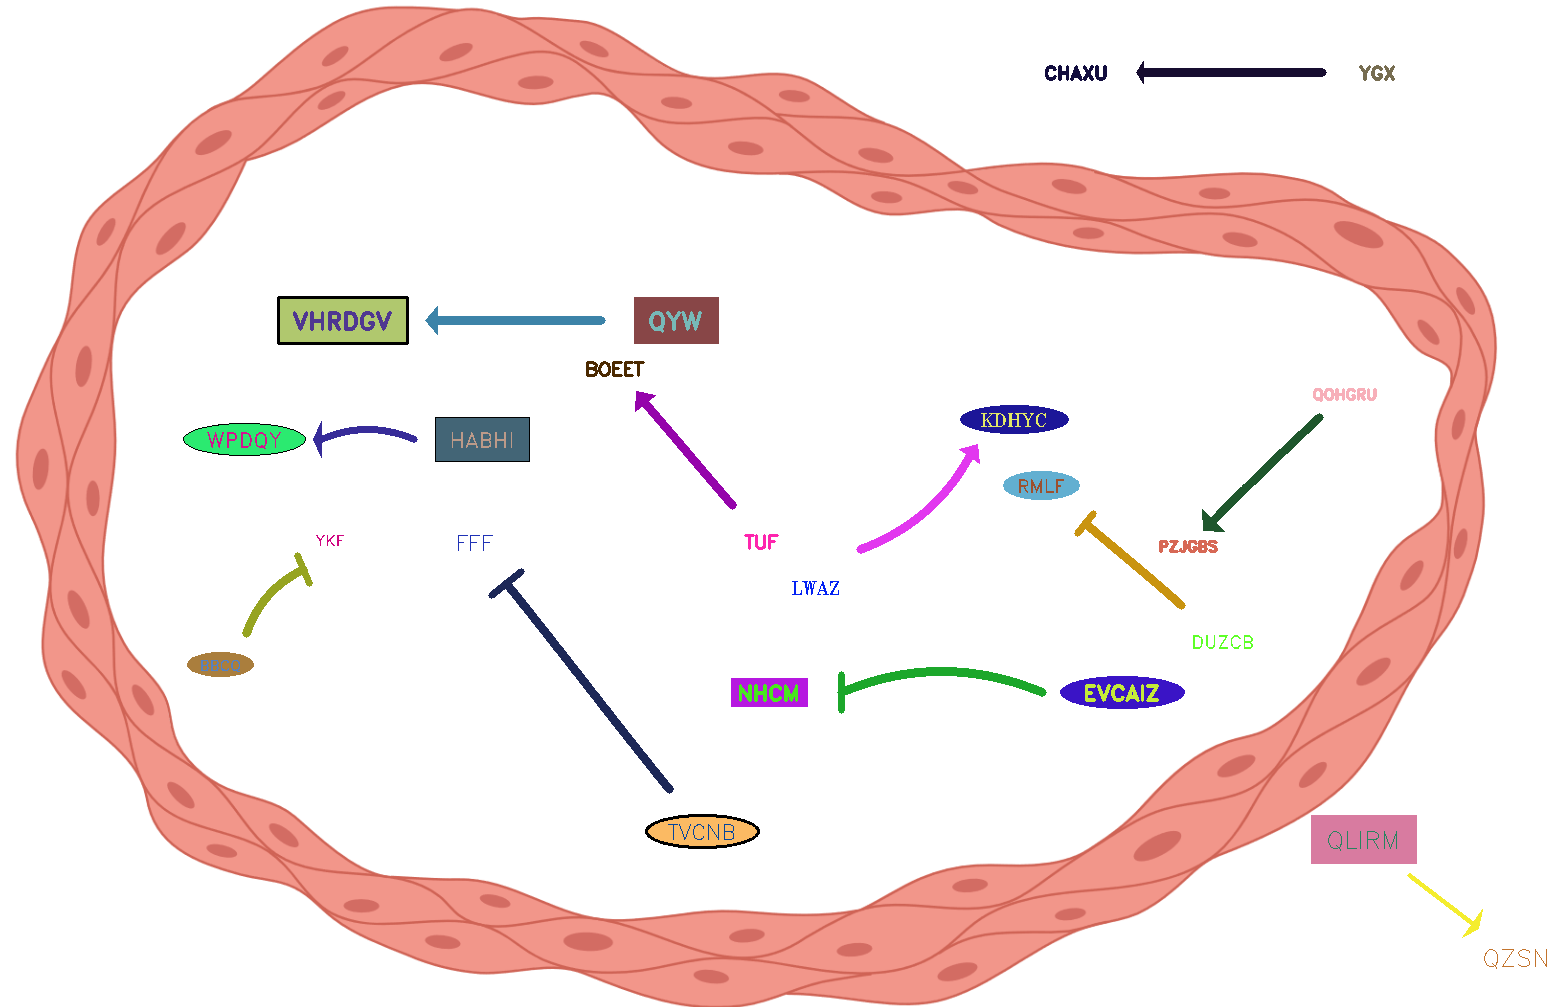 CHAXU
YGX
VHRDGV
QYW
BOEET
QOHGRU
KDHYC
WPDQY
HABHI
RMLF
YKF
FFF
TUF
PZJGBS
LWAZ
DUZCB
BBCQ
NHCM
EVCAIZ
TVCNB
QLIRM
QZSN